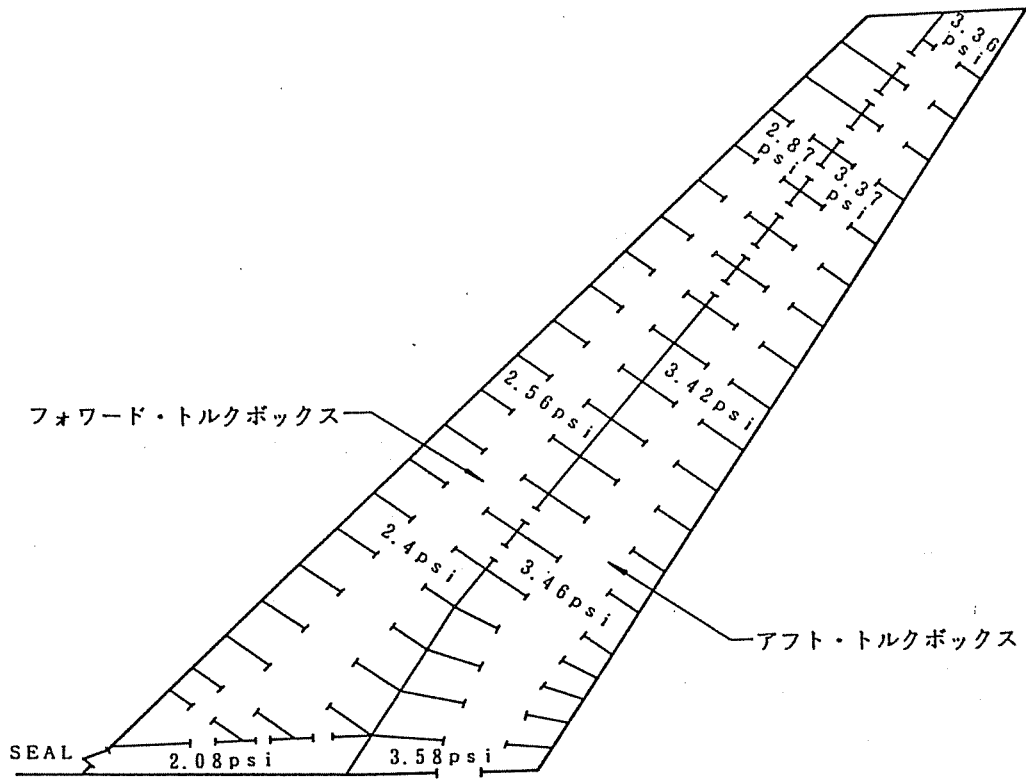 3.36
psi
2.87
psi
3.37
psi
3.42psi
2.56psi
フォワード・トルクボックス
2.4psi
3.46psi
アフト・トルクボックス
SEAL
2.08psi
3.58psi